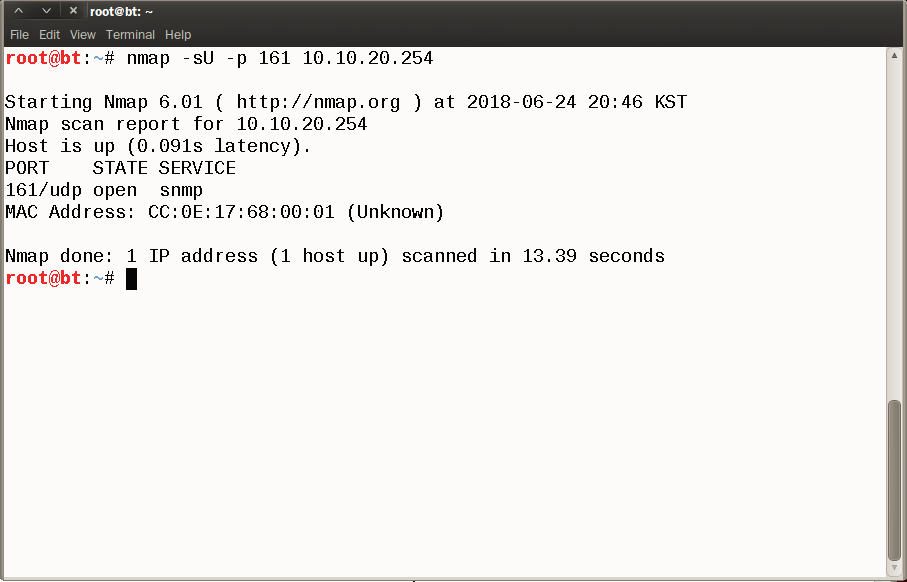 root@bt: ~
File Edit View Terminal Help
root@bt:~# nmap -sU -p 161 10.10.20.254
Starting Nmap 6.01 ( http://nmap.org ) at 2018-06-24 20:46 KST
Nmap scan report for 10.10.20.254
Host is up (0.091s latency).
PORT    STATE SERVICE
161/udp open  snmp
MAC Address: CC:0E:17:68:00:01 (Unknown)
Nmap done: 1 IP address (1 host up) scanned in 13.39 seconds
root@bt:~#